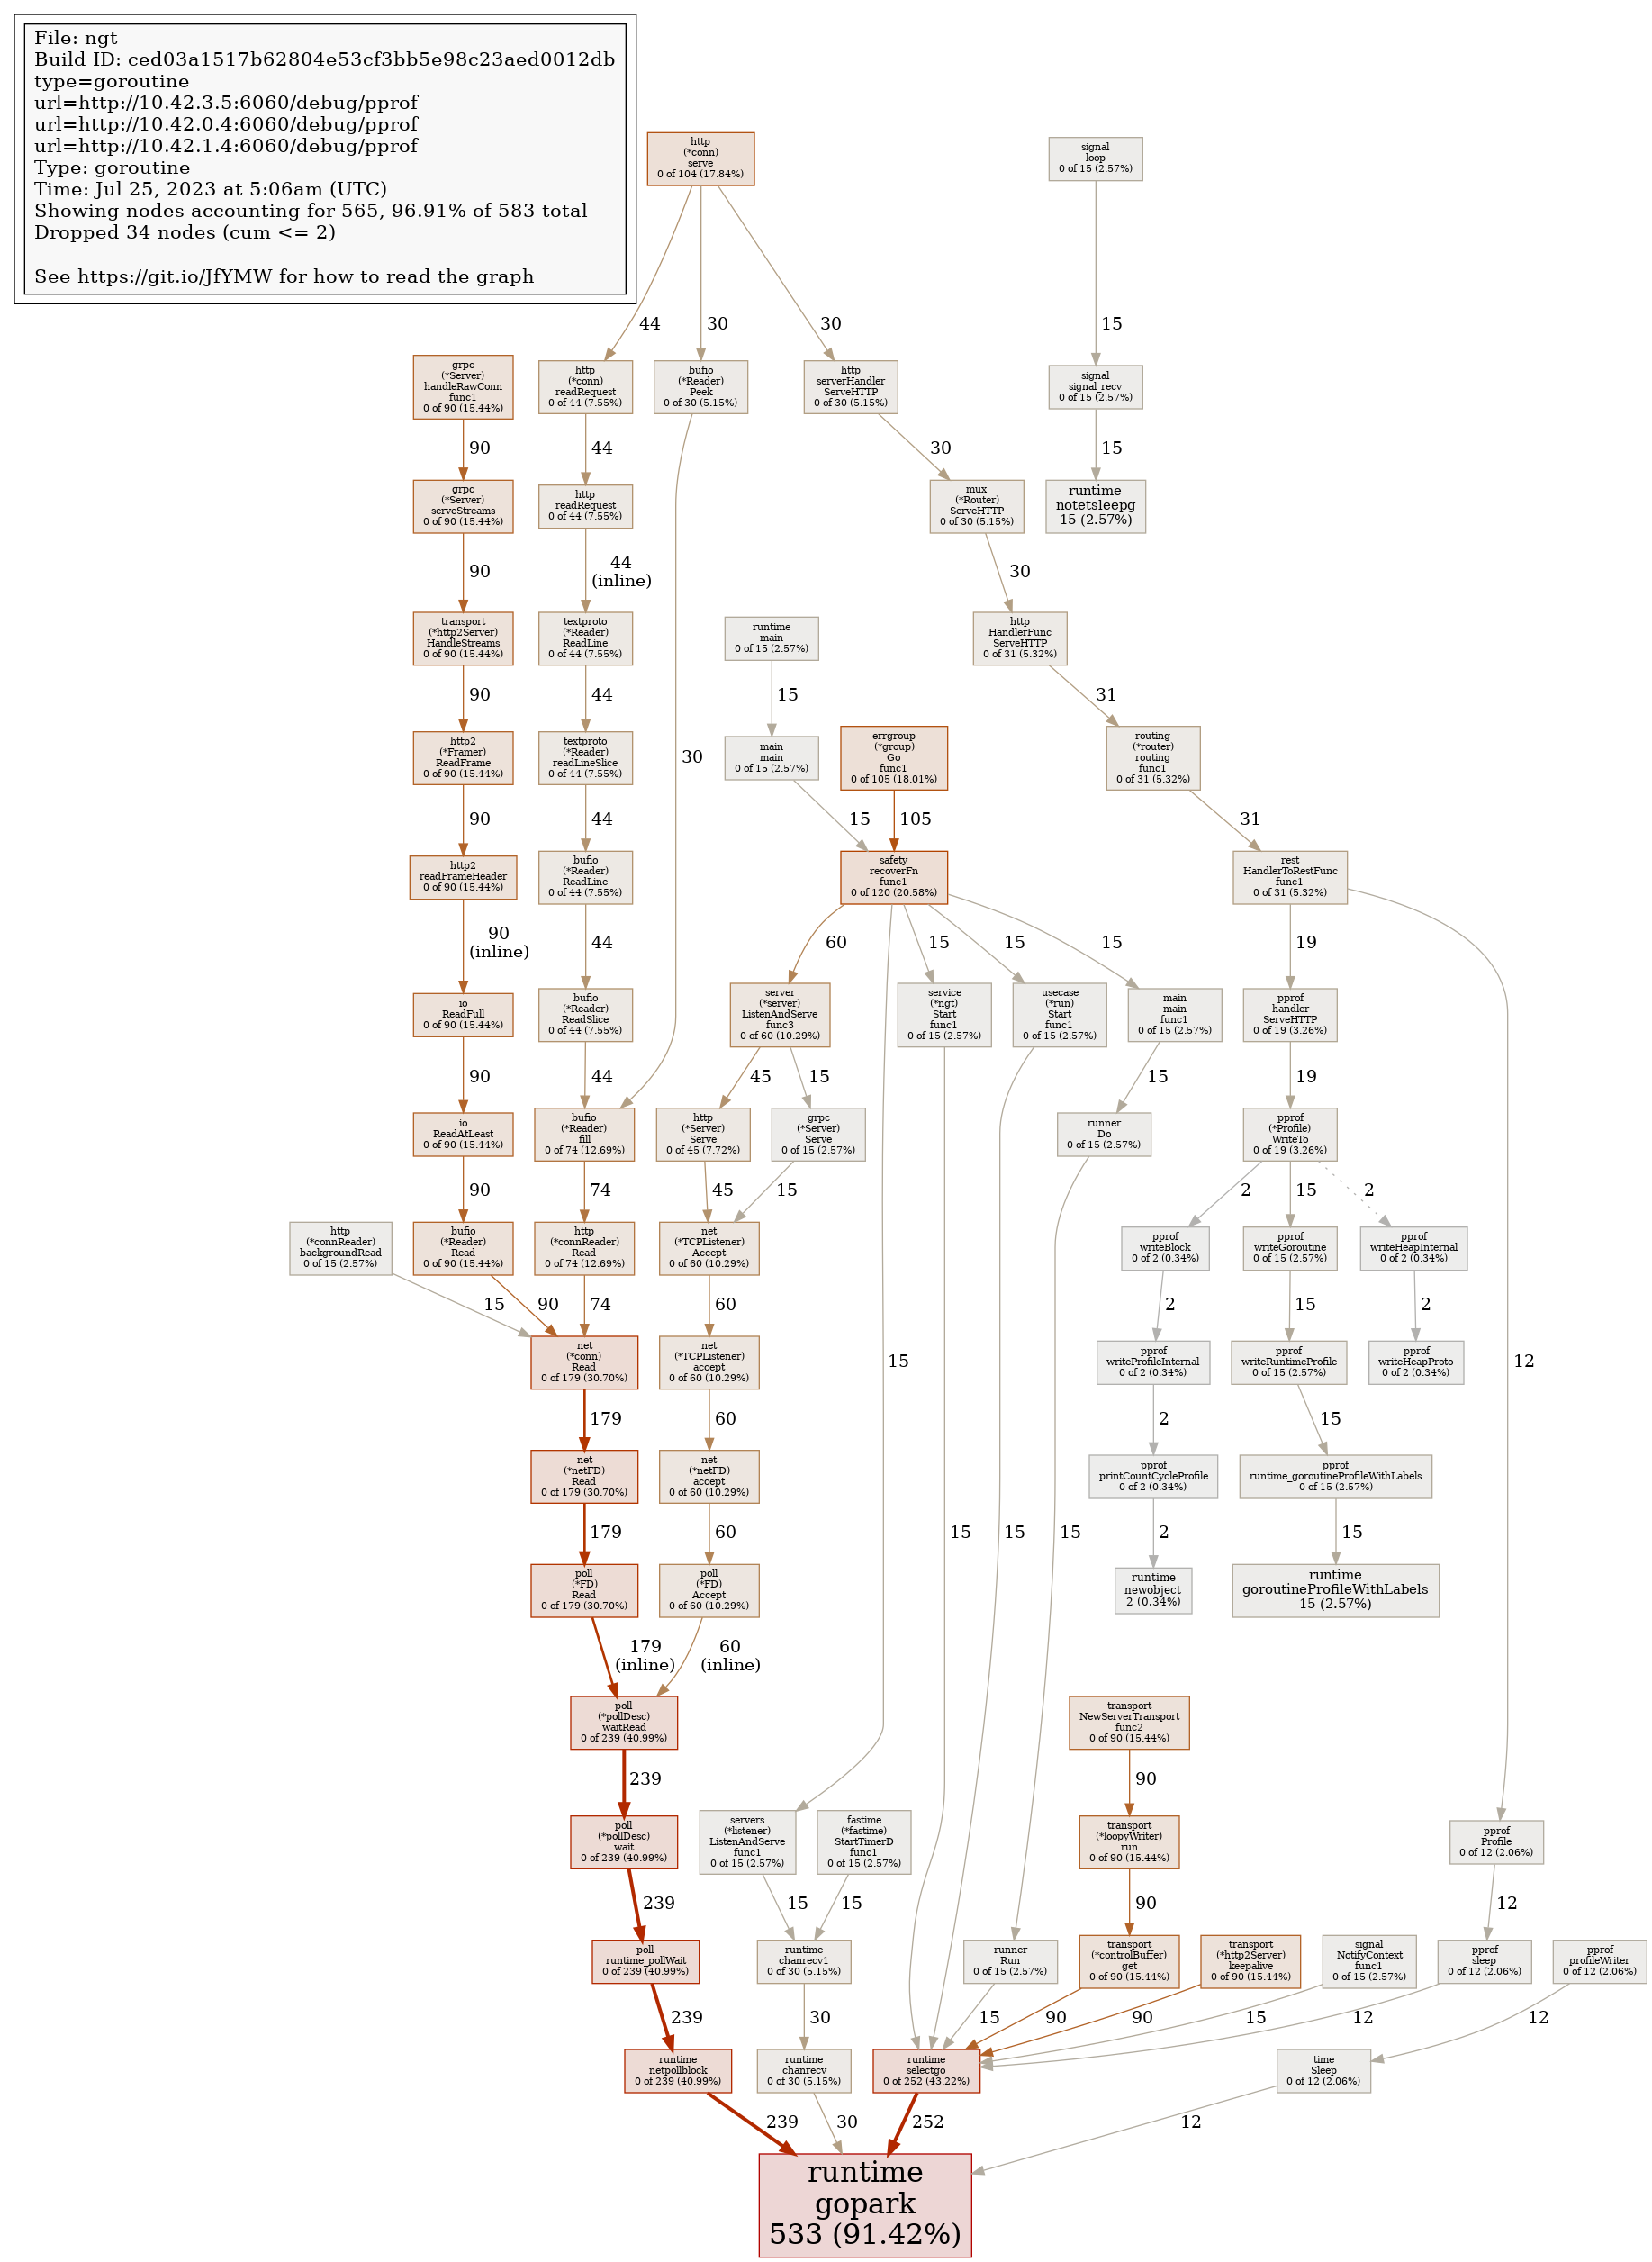 File: ngt
Build ID: ced03a1517b62804e53cf3bb5e98c23aed0012db
type=goroutine
url=http://10.42.3.5:6060/debug/pprof
url=http://10.42.0.4:6060/debug/pprof
url=http://10.42.1.4:6060/debug/pprof
Type: goroutine
Time: Jul 25, 2023 at 5:06am (UTC)
Showing nodes accounting for 565, 96.91% of 583 total
Dropped 34 nodes (cum <= 2)
See https://git.io/JfYMW for how to read the graph
http
(*conn)
serve
0 of 104 (17.84%)
signal
loop
0 of 15 (2.57%)
44
30
30
15
grpc
(*Server)
handleRawConn
func1
0 of 90 (15.44%)
http
(*conn)
readRequest
0 of 44 (7.55%)
bufio
(*Reader)
Peek
0 of 30 (5.15%)
http
serverHandler
ServeHTTP
0 of 30 (5.15%)
signal
signal_recv
0 of 15 (2.57%)
90
44
30
15
grpc
(*Server)
serveStreams
0 of 90 (15.44%)
http
readRequest
0 of 44 (7.55%)
mux
(*Router)
ServeHTTP
0 of 30 (5.15%)
runtime
notetsleepg
15 (2.57%)
90
44
(inline)
30
transport
(*http2Server)
HandleStreams
0 of 90 (15.44%)
textproto
(*Reader)
ReadLine
0 of 44 (7.55%)
runtime
main
0 of 15 (2.57%)
http
HandlerFunc
ServeHTTP
0 of 31 (5.32%)
90
44
15
31
http2
(*Framer)
ReadFrame
0 of 90 (15.44%)
textproto
(*Reader)
readLineSlice
0 of 44 (7.55%)
30
main
main
0 of 15 (2.57%)
errgroup
(*group)
Go
func1
0 of 105 (18.01%)
routing
(*router)
routing
func1
0 of 31 (5.32%)
90
44
15
105
31
http2
readFrameHeader
0 of 90 (15.44%)
bufio
(*Reader)
ReadLine
0 of 44 (7.55%)
safety
recoverFn
func1
0 of 120 (20.58%)
rest
HandlerToRestFunc
func1
0 of 31 (5.32%)
90
(inline)
44
60
15
15
15
19
io
ReadFull
0 of 90 (15.44%)
bufio
(*Reader)
ReadSlice
0 of 44 (7.55%)
server
(*server)
ListenAndServe
func3
0 of 60 (10.29%)
service
(*ngt)
Start
func1
0 of 15 (2.57%)
usecase
(*run)
Start
func1
0 of 15 (2.57%)
main
main
func1
0 of 15 (2.57%)
pprof
handler
ServeHTTP
0 of 19 (3.26%)
90
44
45
15
15
19
io
ReadAtLeast
0 of 90 (15.44%)
bufio
(*Reader)
fill
0 of 74 (12.69%)
http
(*Server)
Serve
0 of 45 (7.72%)
grpc
(*Server)
Serve
0 of 15 (2.57%)
runner
Do
0 of 15 (2.57%)
pprof
(*Profile)
WriteTo
0 of 19 (3.26%)
90
74
45
15
2
15
2
http
(*connReader)
backgroundRead
0 of 15 (2.57%)
bufio
(*Reader)
Read
0 of 90 (15.44%)
http
(*connReader)
Read
0 of 74 (12.69%)
net
(*TCPListener)
Accept
0 of 60 (10.29%)
pprof
writeBlock
0 of 2 (0.34%)
pprof
writeGoroutine
0 of 15 (2.57%)
pprof
writeHeapInternal
0 of 2 (0.34%)
15
90
74
60
2
15
2
net
(*conn)
Read
0 of 179 (30.70%)
net
(*TCPListener)
accept
0 of 60 (10.29%)
15
pprof
writeProfileInternal
0 of 2 (0.34%)
pprof
writeRuntimeProfile
0 of 15 (2.57%)
pprof
writeHeapProto
0 of 2 (0.34%)
12
179
60
2
15
net
(*netFD)
Read
0 of 179 (30.70%)
net
(*netFD)
accept
0 of 60 (10.29%)
pprof
printCountCycleProfile
0 of 2 (0.34%)
pprof
runtime_goroutineProfileWithLabels
0 of 15 (2.57%)
179
60
15
15
15
2
15
poll
(*FD)
Read
0 of 179 (30.70%)
poll
(*FD)
Accept
0 of 60 (10.29%)
runtime
newobject
2 (0.34%)
runtime
goroutineProfileWithLabels
15 (2.57%)
179
(inline)
60
(inline)
poll
(*pollDesc)
waitRead
0 of 239 (40.99%)
transport
NewServerTransport
func2
0 of 90 (15.44%)
239
90
poll
(*pollDesc)
wait
0 of 239 (40.99%)
servers
(*listener)
ListenAndServe
func1
0 of 15 (2.57%)
fastime
(*fastime)
StartTimerD
func1
0 of 15 (2.57%)
transport
(*loopyWriter)
run
0 of 90 (15.44%)
pprof
Profile
0 of 12 (2.06%)
239
15
15
90
12
poll
runtime_pollWait
0 of 239 (40.99%)
runtime
chanrecv1
0 of 30 (5.15%)
runner
Run
0 of 15 (2.57%)
transport
(*controlBuffer)
get
0 of 90 (15.44%)
transport
(*http2Server)
keepalive
0 of 90 (15.44%)
signal
NotifyContext
func1
0 of 15 (2.57%)
pprof
sleep
0 of 12 (2.06%)
pprof
profileWriter
0 of 12 (2.06%)
239
30
15
90
90
15
12
12
runtime
netpollblock
0 of 239 (40.99%)
runtime
chanrecv
0 of 30 (5.15%)
runtime
selectgo
0 of 252 (43.22%)
time
Sleep
0 of 12 (2.06%)
239
30
252
12
runtime
gopark
533 (91.42%)